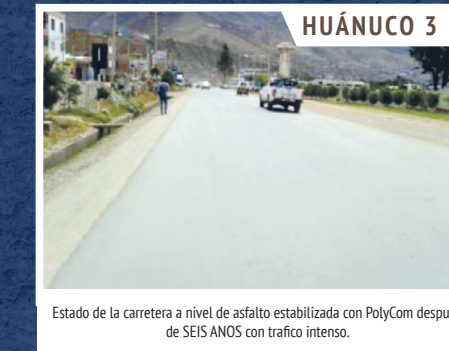 HUÁNUCO 3
Estado de la carretera a nivel de asfalto estabilizada con PolyCom despu
de SEIS ANOS con trafico intenso.